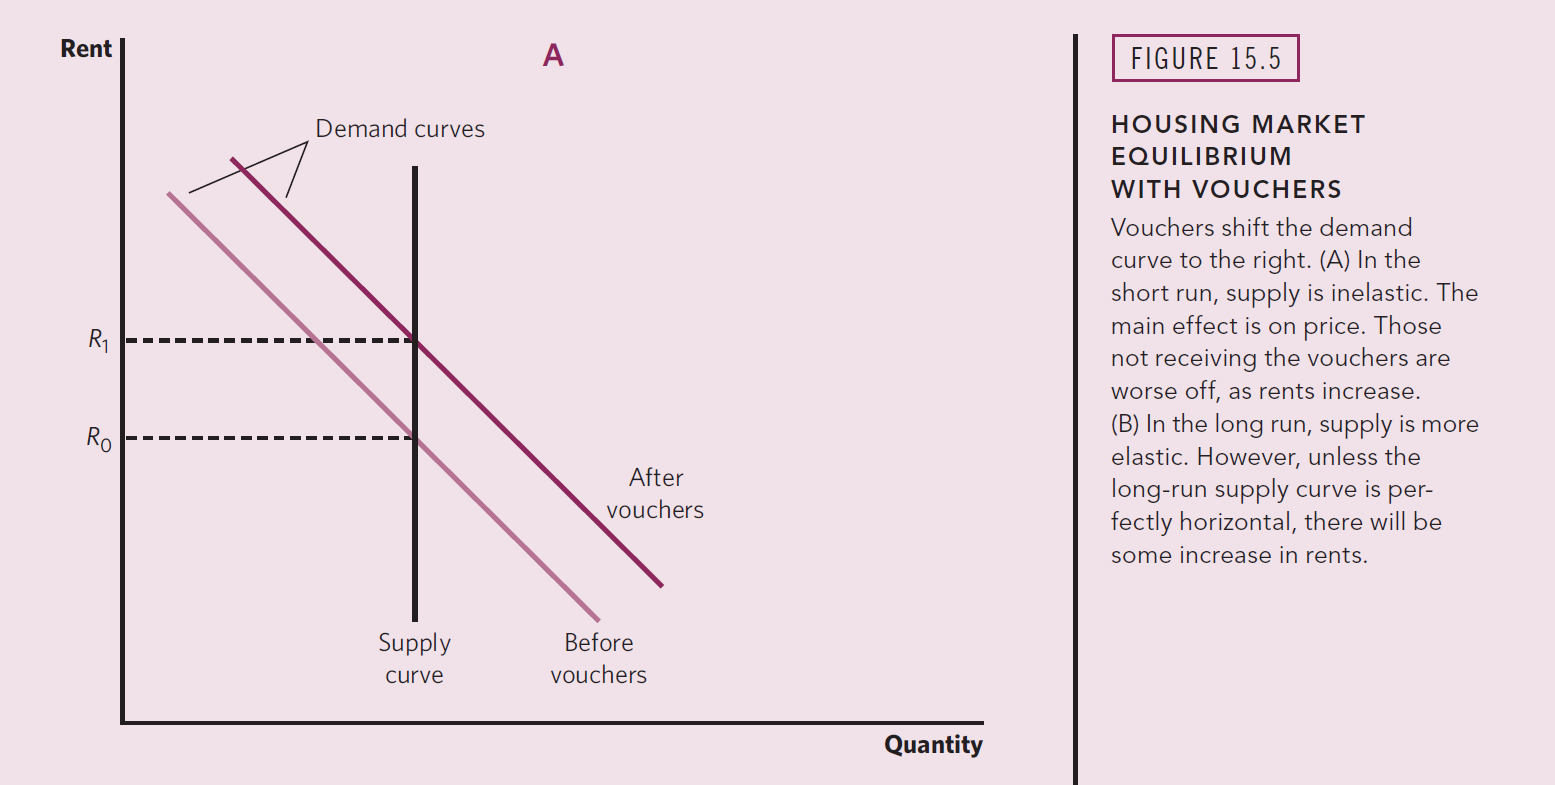 Rent
A
Demand curves
R1
R0
After
vouchers
Supply
curve
Before
vouchers
Quantity
FIGURE 15.5
HOUSING MARKET
EQUILIBRIUM
WITH VOUCHERS
Vouchers shift the demand
curve to the right. (A) In the
short run, supply is inelastic. The
main effect is on price. Those
not receiving the vouchers are
worse off, as rents increase.
(B) In the long run, supply is more
elastic. However, unless the
long-run supply curve is per-
fectly horizontal, there will be
some increase in rents.